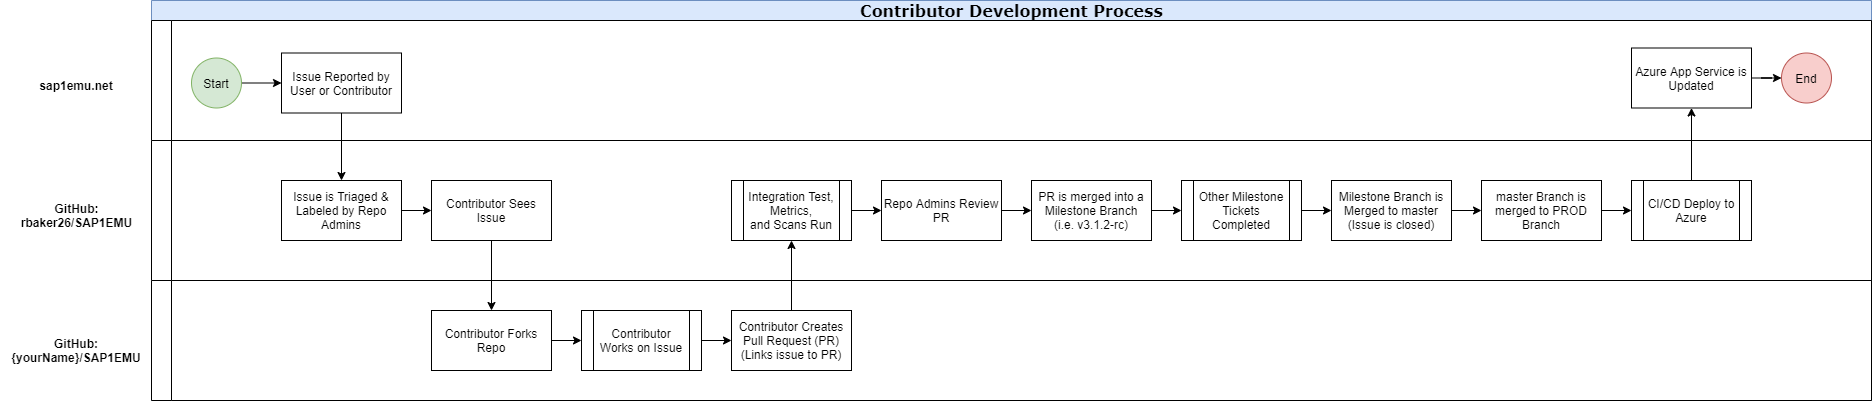 Contributor Development Process
sap1emu.net
Start
Issue Reported by
User or Contributor
Azure App Service is
Updated
End
GitHub:
rbaker26/SAP1EMU
Issue is Triaged &
Labeled by Repo
Admins
Contributor Sees
Issue
Integration Test,
Metrics,
and Scans Run
Repo Admins Review
PR
PR is merged into a
Milestone Branch
(i.e. v3.1.2-rc)
Other Milestone
Tickets
Completed
Milestone Branch is
Merged to master
(Issue is closed)
master Branch is
merged to PROD
Branch
CI/CD Deploy to
Azure
GitHub:
{yourName}/SAP1EMU
Contributor Forks
Repo
Contributor
Works on Issue
Contributor Creates
Pull Request (PR)
(Links issue to PR)